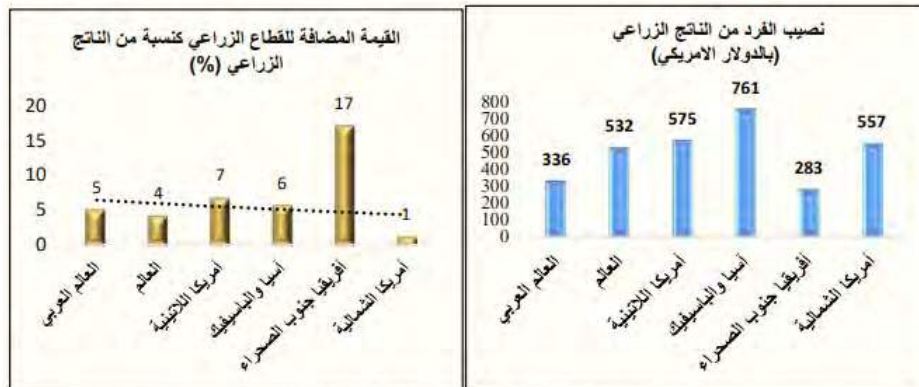 نصيب الفرد من الناتج الزراعي
(بالدولار الامريكي)
800
700
600
500
400
300
200
100
0
336
532
575
761
283
557
العالم العربي
العالم
أمريكا اللاتينية
آسيا والباسيفيك
أفريقيا جنوب الصحراء
أمريكا الشمالية
القيمة المضافة للقطاع الزراعي كنسبة من الناتج
الزراعي (%)
20
15
10
5
0
5
4
7
6
17
1
العالم العربي
العالم
أمريكا اللاتينية
آسيا والباسيفيك
أفريقيا جنوب الصحراء
أمريكا الشمالية